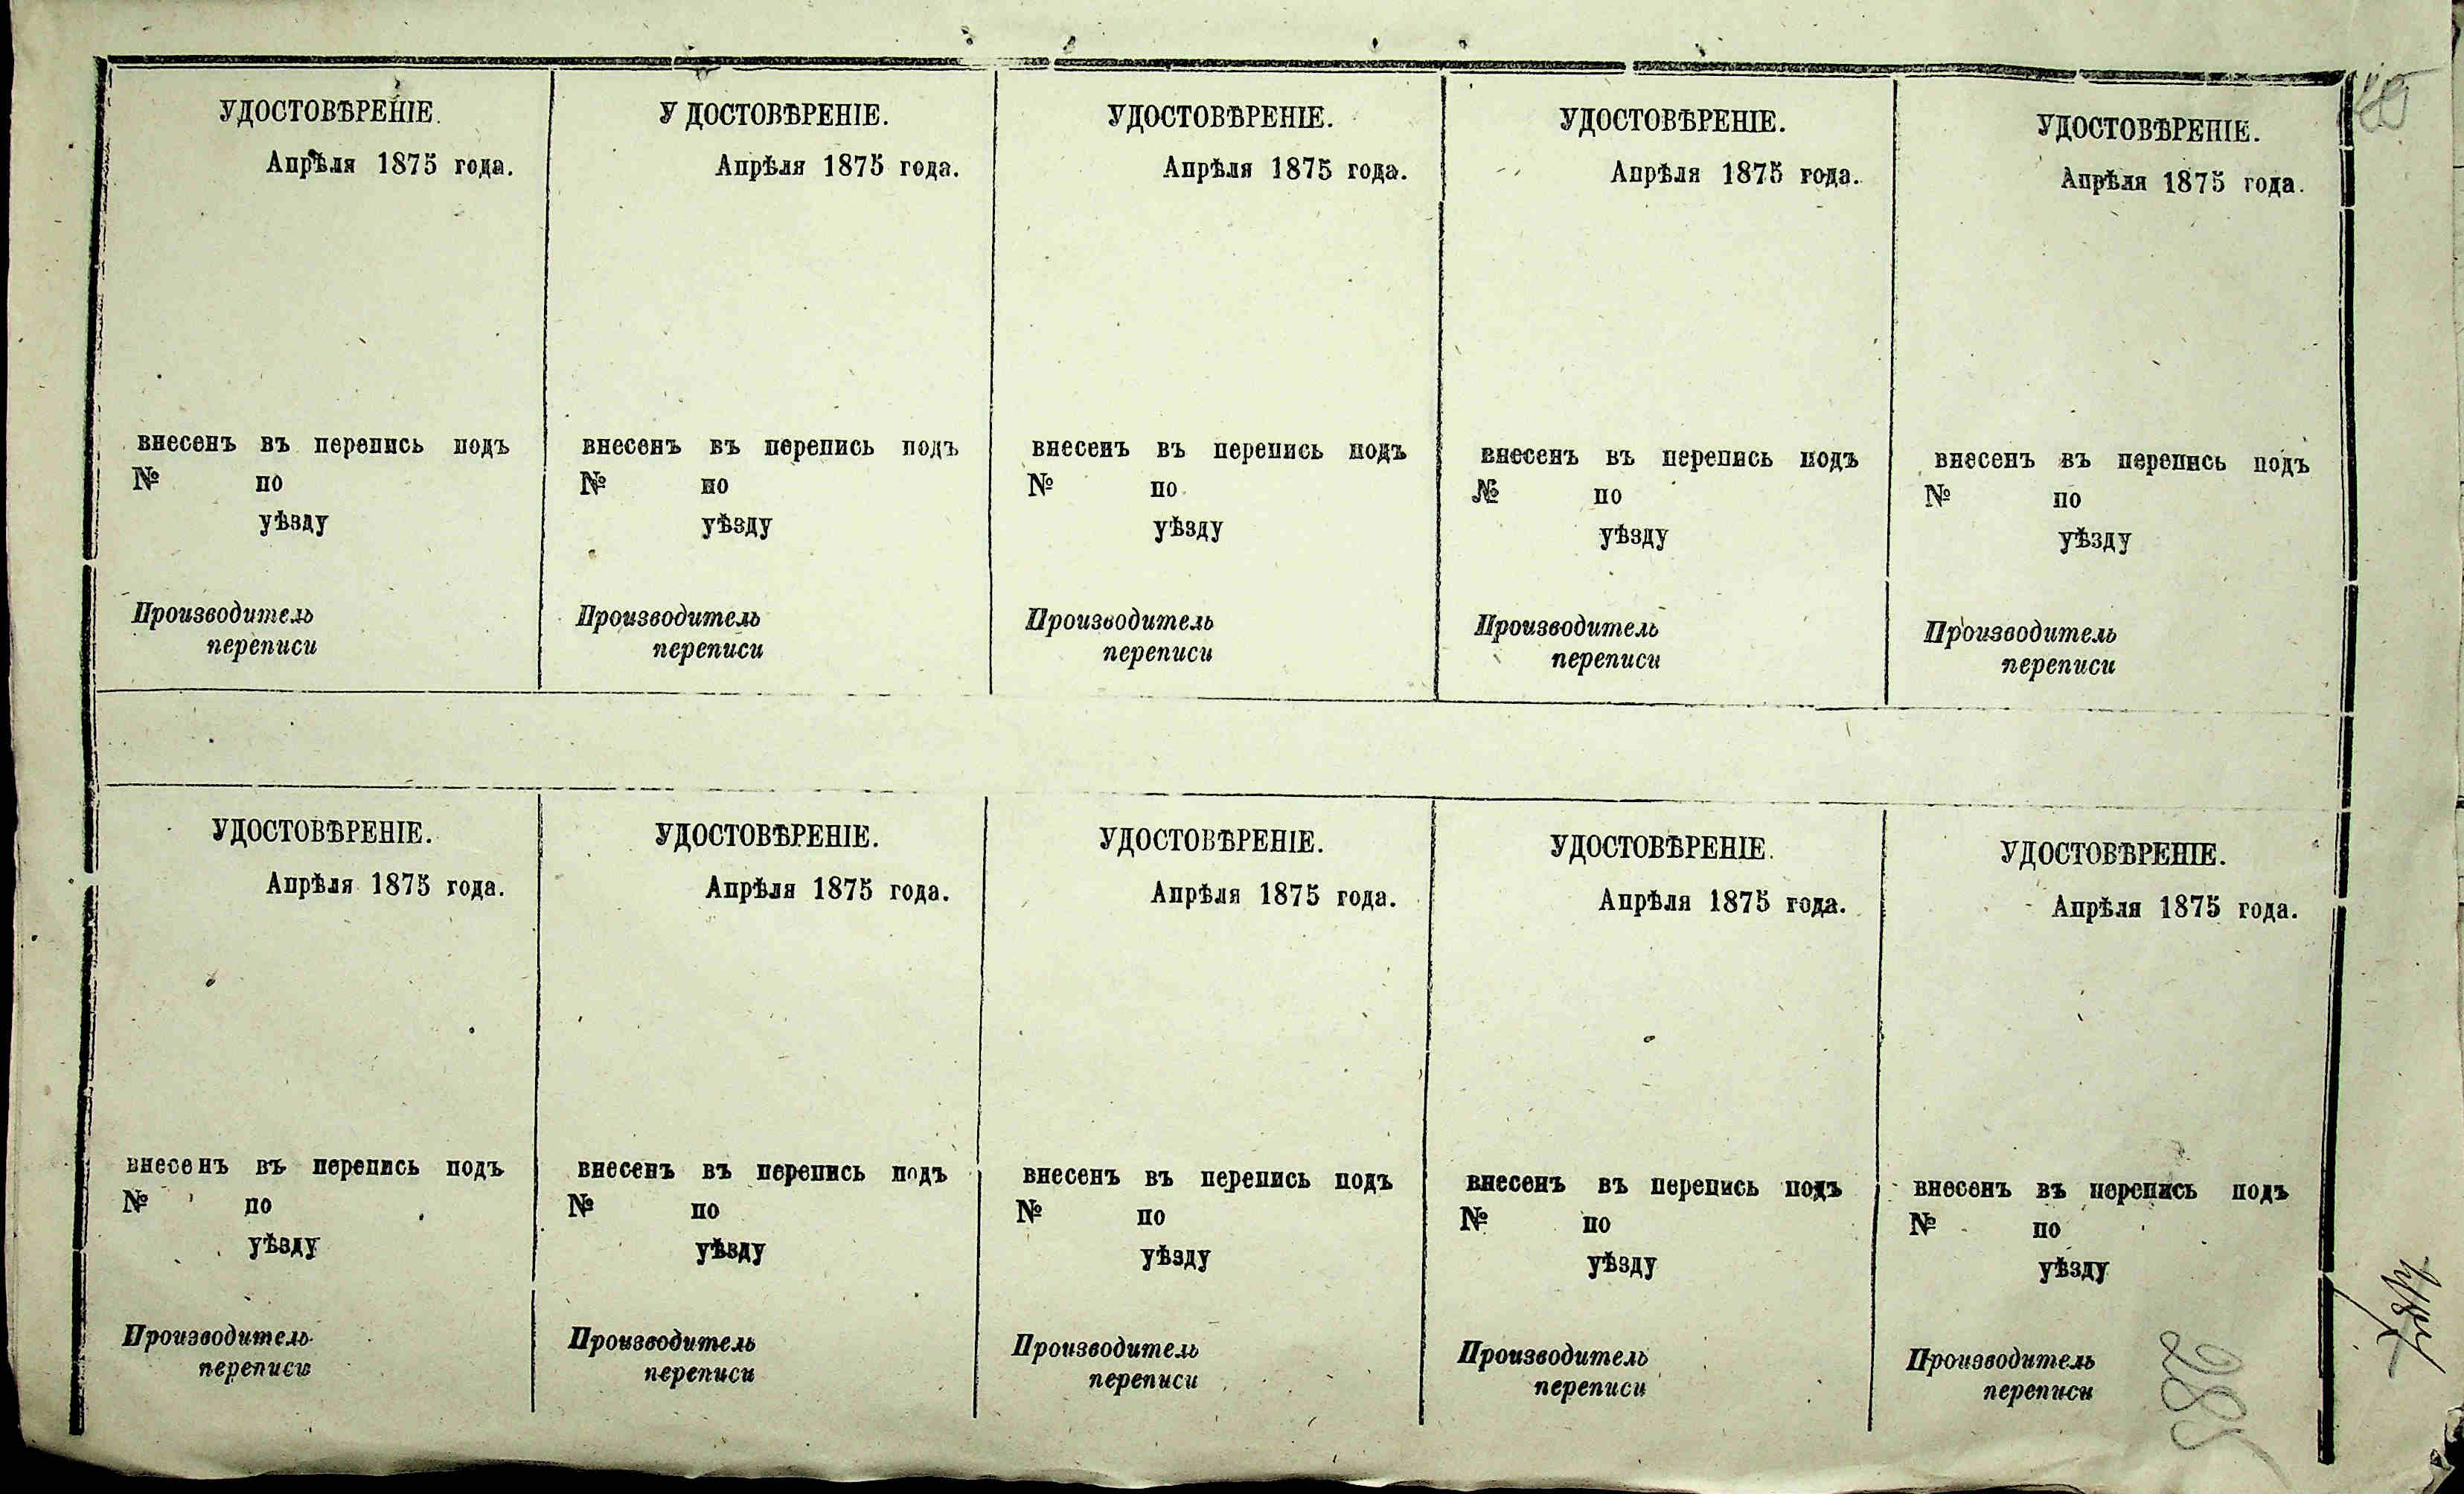 УДОСТОВѢРЕНІЕ.
Апрѣля 1875 года.
внесенъ въ перепись подъ
№ по
уѣзду
Производитель
переписи
У ДОСТОВѢРЕНІЕ.
Апрѣля 1875 года.
внесенъ въ перепись подъ
№ по
уѣзду
Производитель
переписи
УДОСТОВѢРЕНІЕ.
Апрѣля 1875 года.
внесенъ въ перепись подъ
№ по
уѣзду
Производитель
переписи
УДОСТОВѢРЕНІЕ.
Апрѣля 1875 года.
внесенъ въ перепись подъ
№ по
уѣзду
Производитель
переписи
УДОСТОВѢРЕНІЕ.
Апрѣля 1875 года.
внесенъ въ перепись подъ
№ по
уѣзду
Производитель
переписи
УДОСТОВѢРЕНІЕ.
Апрѣля 1875 года.
внесенъ въ перепись подъ
№ по
уѣзду
Производитель
переписи
УДОСТОВѢРЕНІЕ.
Апрѣля 1875 года.
внесенъ въ перепись подъ
№ по
уѣзду
Производитель
переписи
УДОСТОВѢРЕНІЕ.
Апрѣля 1875 года.
внесенъ въ перепись подъ
№ по
уѣзду
Производитель
переписи
УДОСТОВѢРЕНІЕ.
Апрѣля 1875 года.
внесенъ въ перепись подъ
№ по
уѣзду
Производитель
переписи
УДОСТОВѢРЕНІЕ.
Апрѣля 1875 года.
внесенъ въ перепись подъ
№ по
уѣзду
Производитель
переписи
285